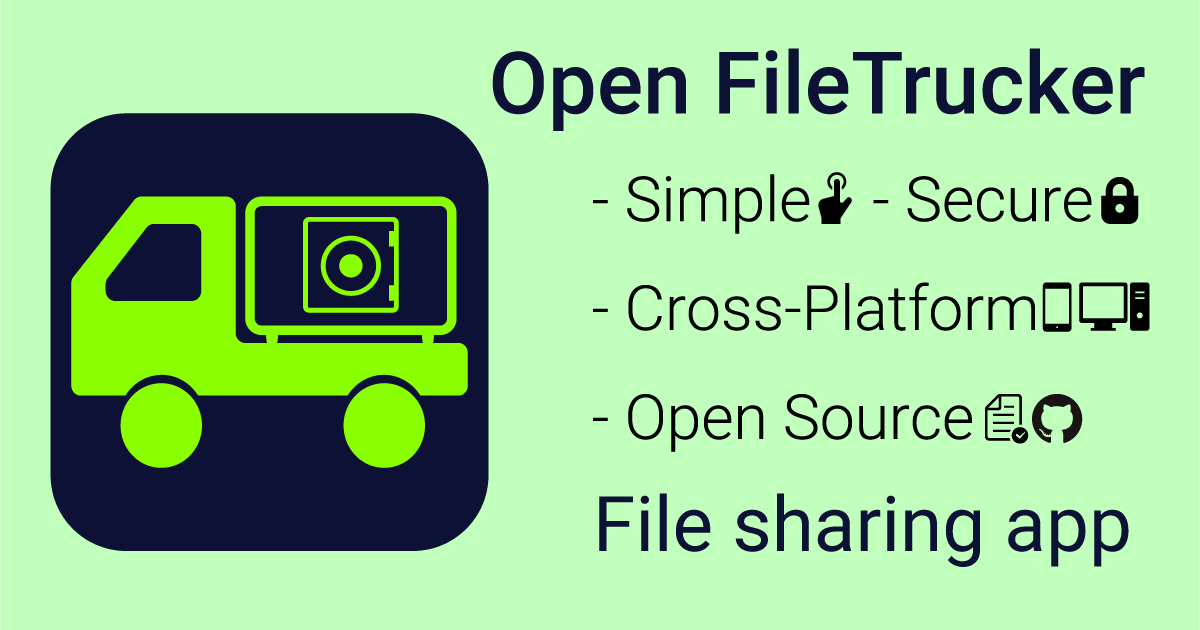 Open FileTrucker
- Simple - Secure
- Cross-Platform
- Open Source
File sharing app